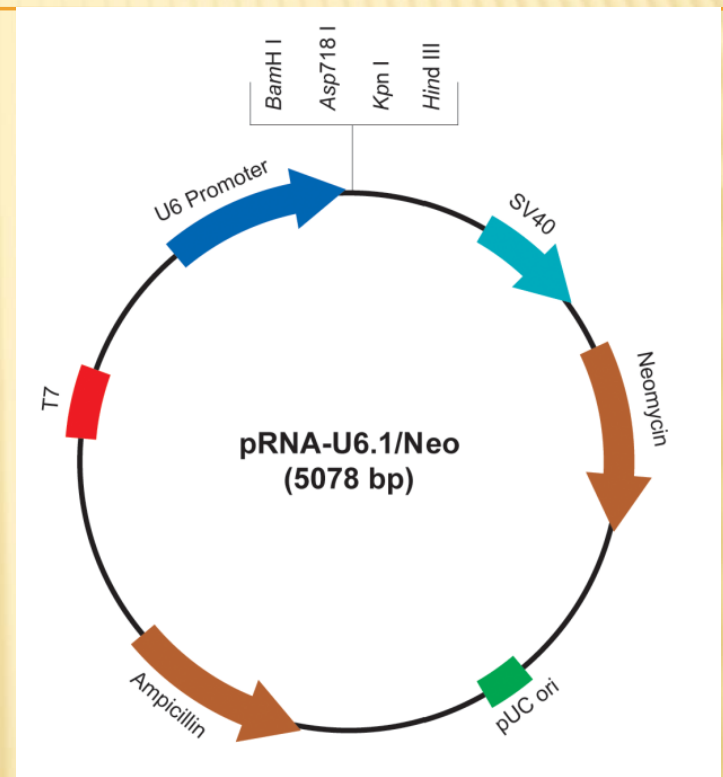 BamH I
Asp718 I
Kpn I
Hind III
U6 Promoter
SV40
Neomycin
T7
pRNA-U6.1/Neo
(5078 bp)
Ampicillin
pUC ori